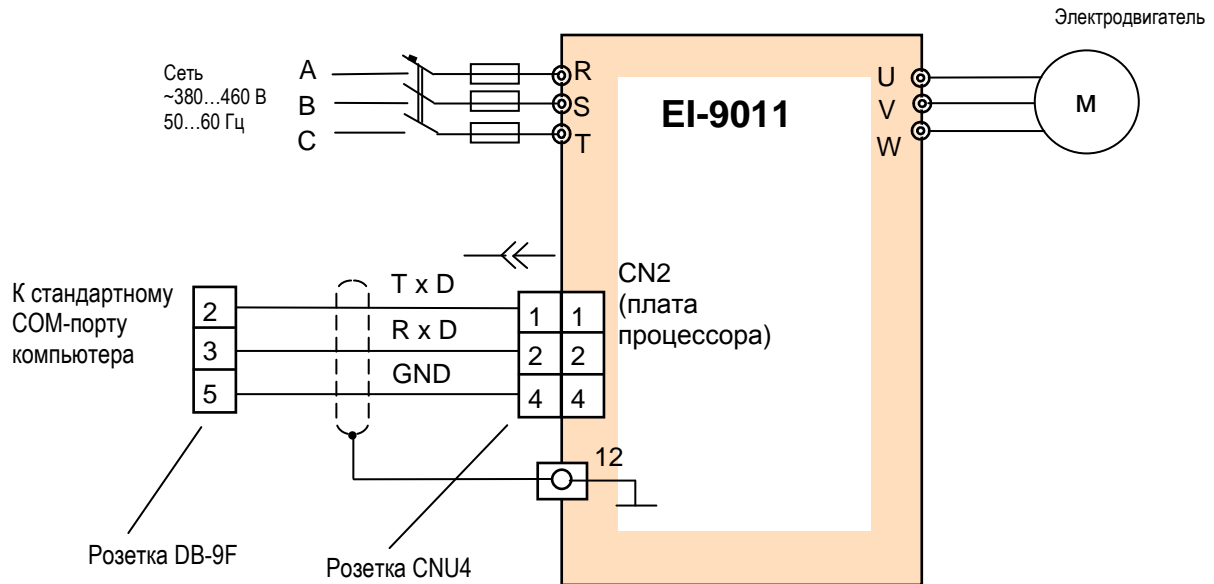 Электродвигатель
Сеть
~380...460 В
50...60 Гц
A
B
C
R
S
T
EI-9011
U
V
W
M
К стандартному
COM-порту
компьютера
2
3
5
T x D
R x D
GND
1 1
2 2
4 4
CN2
(плата
процессора)
12
Розетка DB-9F
Розетка CNU4